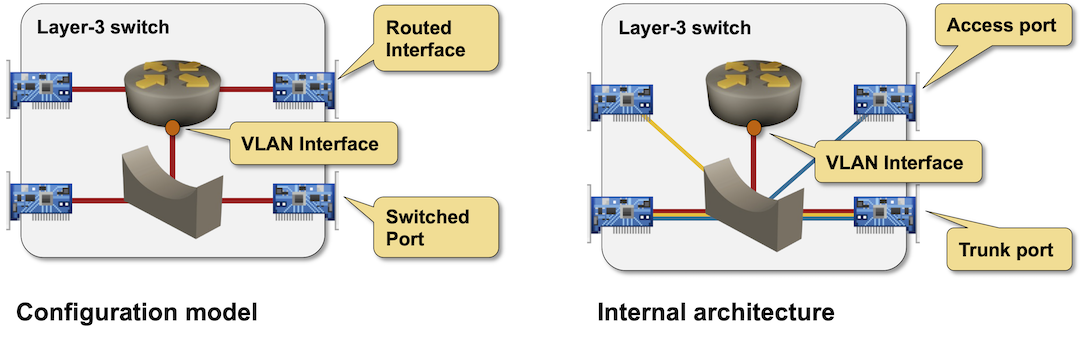 Layer-3 switch
Routed
Interface
VLAN Interface
Switched
Port
Configuration model
Layer-3 switch
Access port
VLAN Interface
Trunk port
Internal architecture